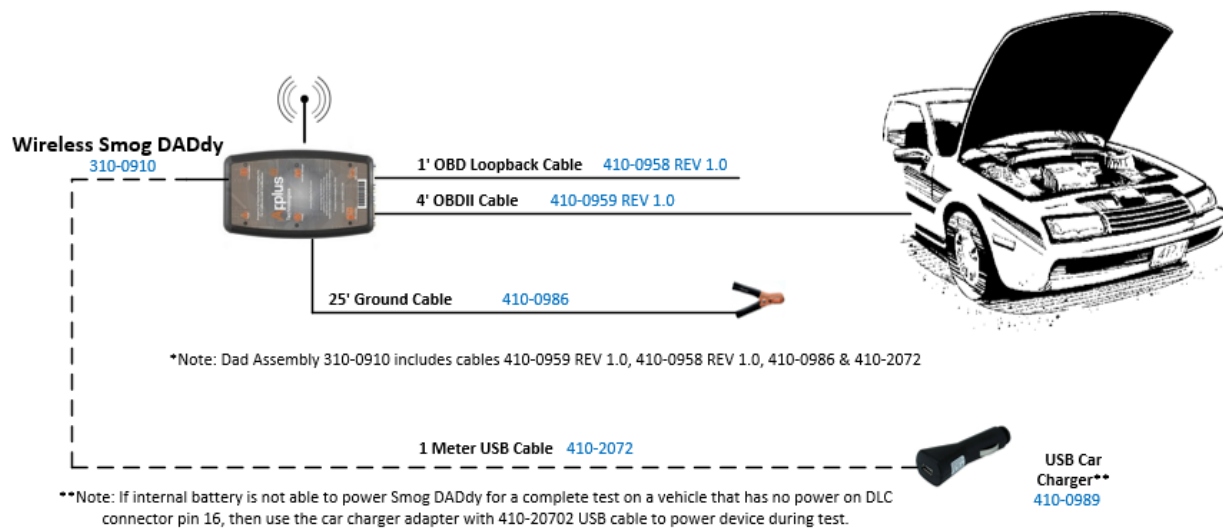 Wireless Smog DADdy
310-0910
1' OBD Loopback Cable 410-0958 REV 1.0
4' OBDII Cable 410-0959 REV 1.0
25' Ground Cable 410-0986
*Note: Dad Assembly 310-0910 includes cables 410-0959 REV 1.0, 410-0958 REV 1.0, 410-0986 & 410-2072
1 Meter USB Cable 410-2072
USB Car
Charger**
410-0989
**Note: If internal battery is not able to power Smog DADdy for a complete test on a vehicle that has no power on DLC
connector pin 16, then use the car charger adapter with 410-20702 USB cable to power device during test.